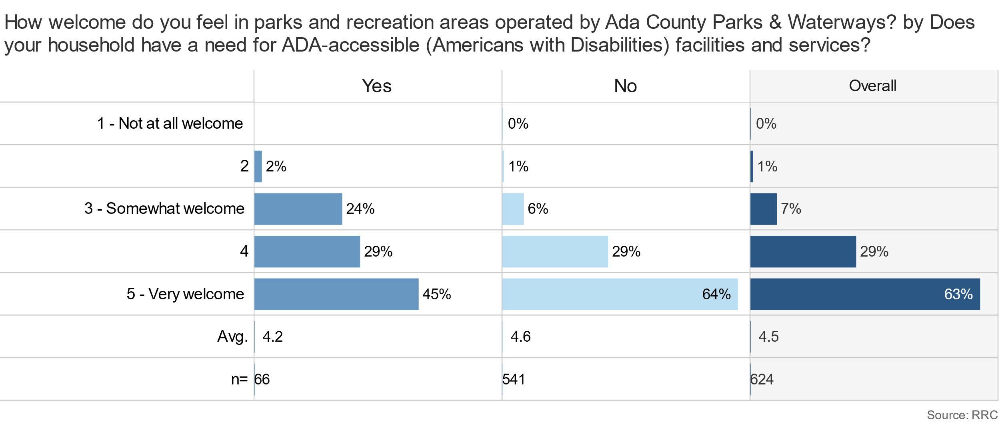 How welcome do you feel in parks and recreation areas operated by Ada County Parks & Waterways? by Does
your household have a need for ADA-accessible (Americans with Disabilities) facilities and services?
Yes No Overall
1 - Not at all welcome 0% 0%
2 2% 1% 1%
3 - Somewhat welcome 24% 6% 7%
4 29% 29% 29%
5 - Very welcome 45% 64% 63%
Avg. 4.2 4.6 4.5
n= 66 541 624
Source: RRC